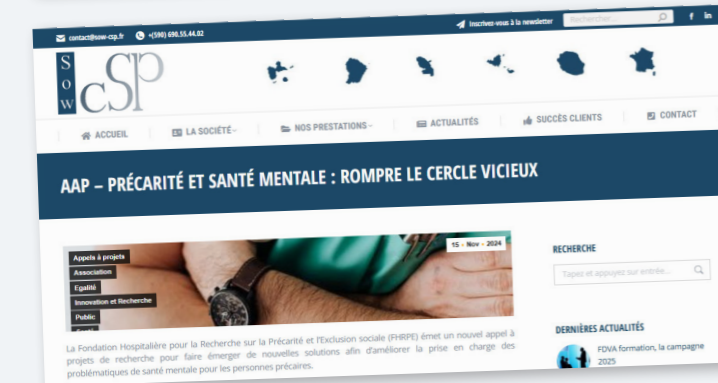 contact@sow-csp.fr +(590) 690.55.44.02 Inscrivez-vous à la newsletter Rechercher... f in
SOW CSP
ACCUEIL LA SOCIÉTÉ NOS PRESTATIONS ACTUALITÉS SUCCÈS CLIENTS CONTACT
AAP – PRÉCARITÉ ET SANTÉ MENTALE : ROMPRE LE CERCLE VICIEUX
15 - Nov - 2024
Appels à projets
Association
Egalité
Innovation et Recherche
Public
La Fondation Hospitalière pour la Recherche sur la Précarité et l'Exclusion sociale (FHRPE) émet un nouvel appel à
projets de recherche pour faire émerger de nouvelles solutions afin d'améliorer la prise en charge des
problématiques de santé mentale pour les personnes précaires.
RECHERCHE
Tapez et appuyez sur entrée...
DERNIÈRES ACTUALITÉS
FDVA formation, la campagne
2025